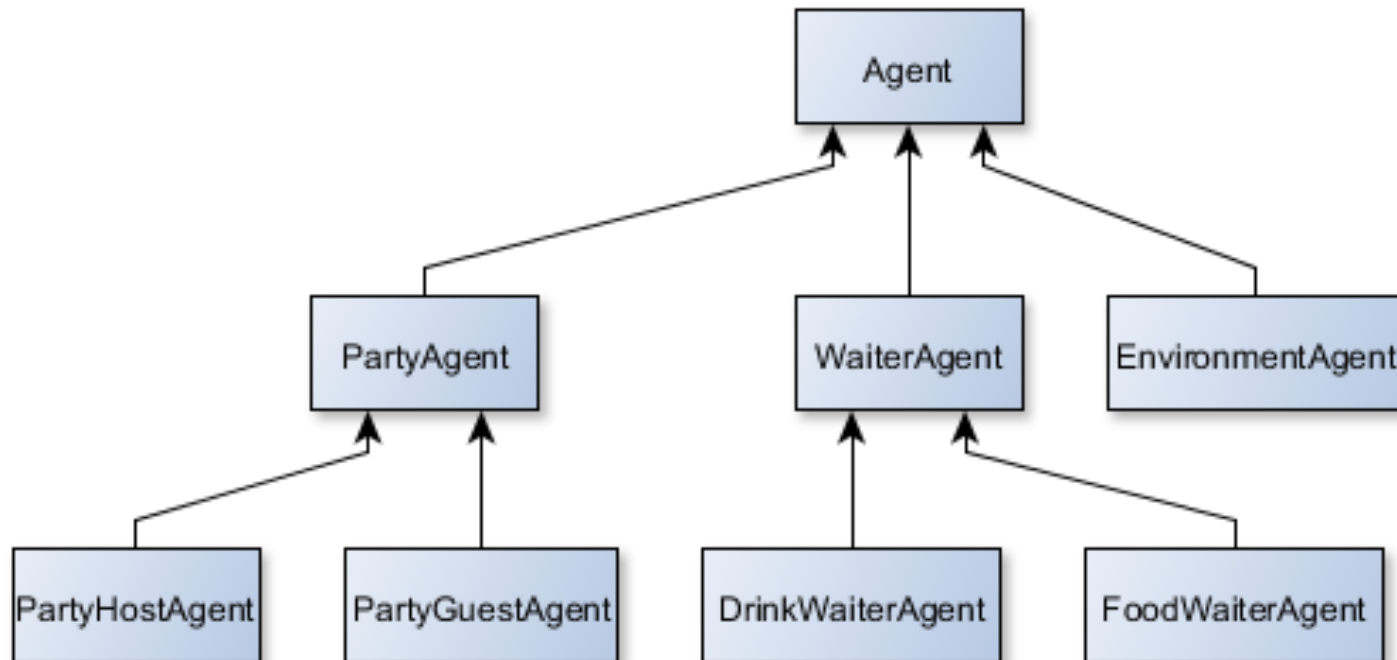 Agent
PartyAgent
WaiterAgent
EnvironmentAgent
PartyHostAgent
PartyGuestAgent
DrinkWaiterAgent
FoodWaiterAgent